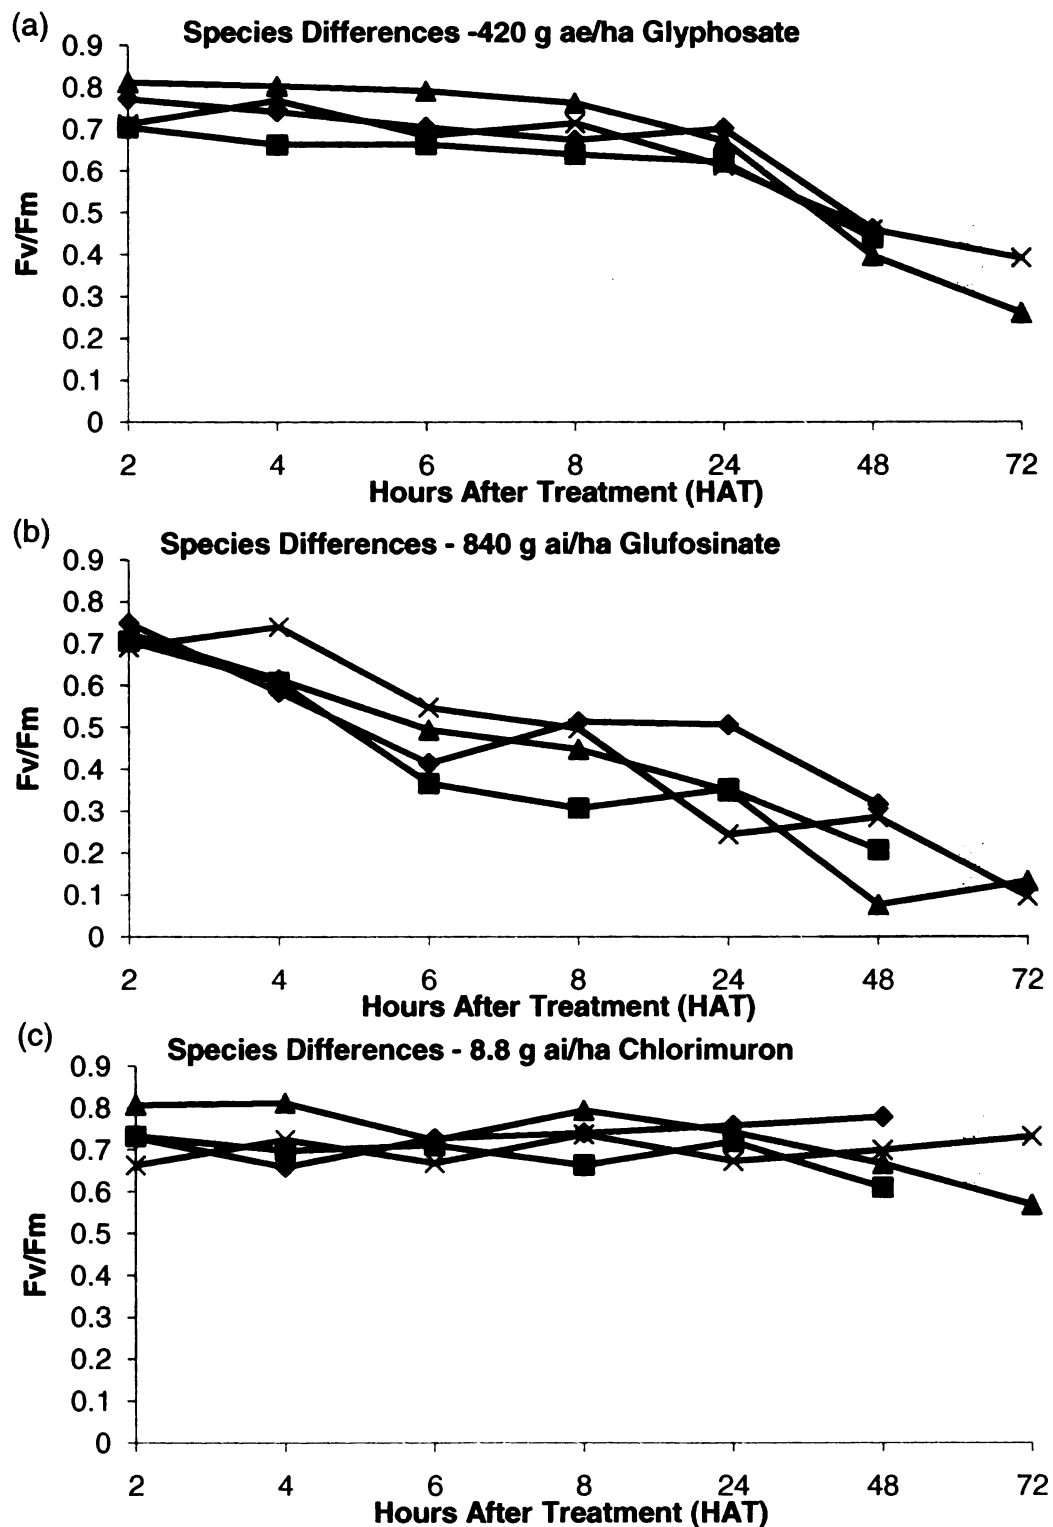 (a)
Species Differences -420 g ae/ha Glyphosate
0.9
0.8
0.7
0.6
0.5
0.4
0.3
0.2
0.1
0
Fv/Fm
2 4 6 8 24 48 72
Hours After Treatment (HAT)
(b)
Species Differences - 840 g ai/ha Glufosinate
0.9
0.8
0.7
0.6
0.5
0.4
0.3
0.2
0.1
0
Fv/Fm
2 4 6 8 24 48 72
Hours After Treatment (HAT)
(c)
Species Differences - 8.8 g ai/ha Chlorimuron
0.9
0.8
0.7
0.6
0.5
0.4
0.3
0.2
0.1
0
Fv/Fm
2 4 6 8 24 48 72
Hours After Treatment (HAT)